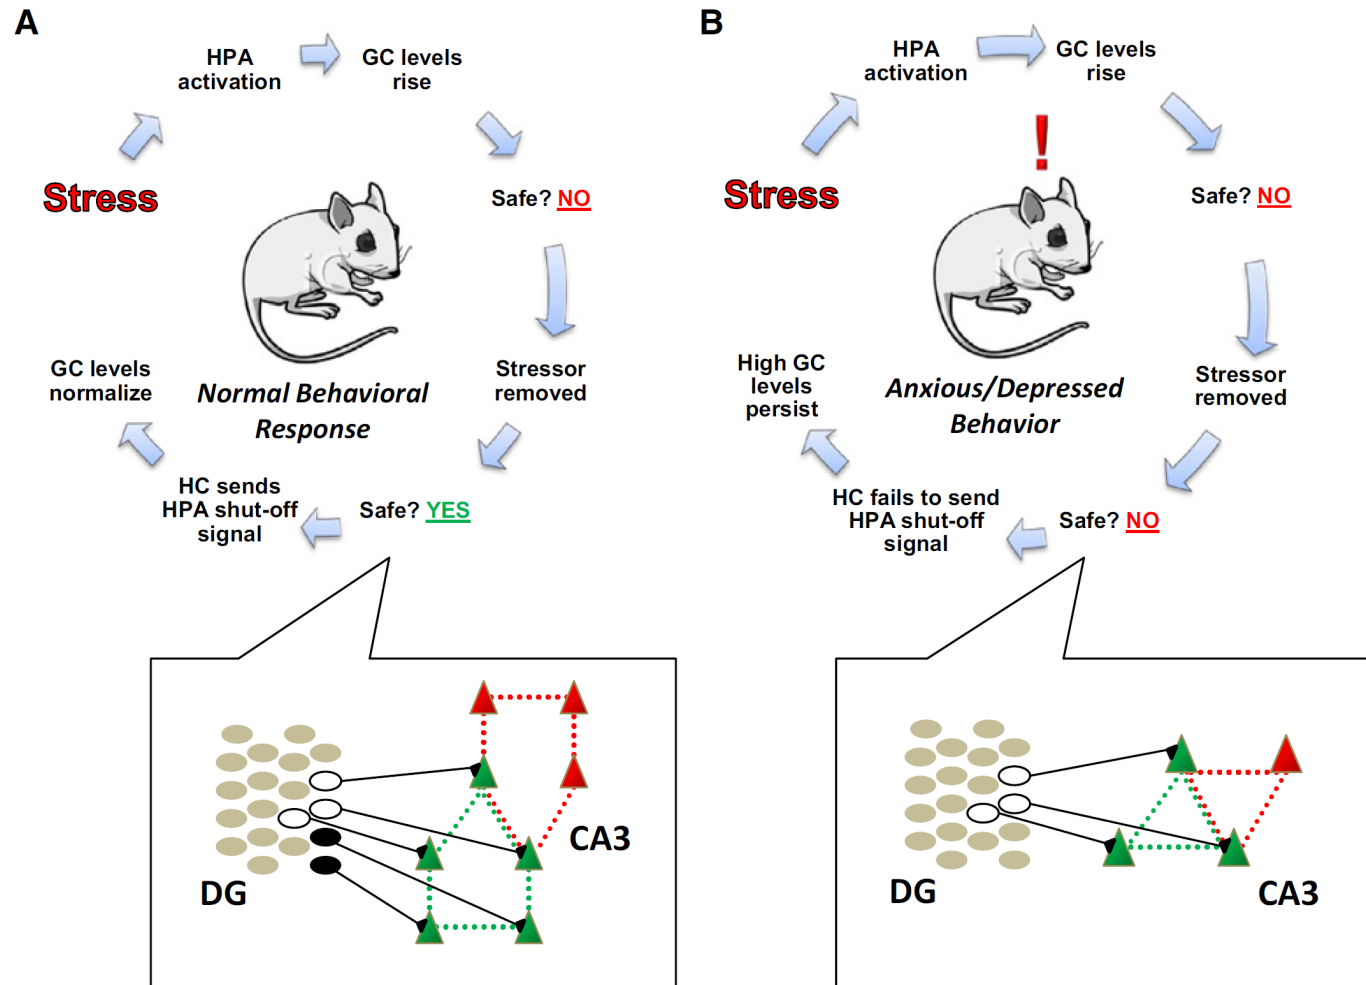 A
HPA
activation
GC levels
rise
Stress
Safe? NO
Stressor
removed
Safe? YES
HC sends
HPA shut-off
signal
GC levels
normalize
Normal Behavioral
Response
DG
CA3
B
HPA
activation
GC levels
rise
!
Stress
Safe? NO
Stressor
removed
Safe? NO
HC fails to send
HPA shut-off
signal
High GC
levels
persist
Anxious/Depressed
Behavior
DG
CA3